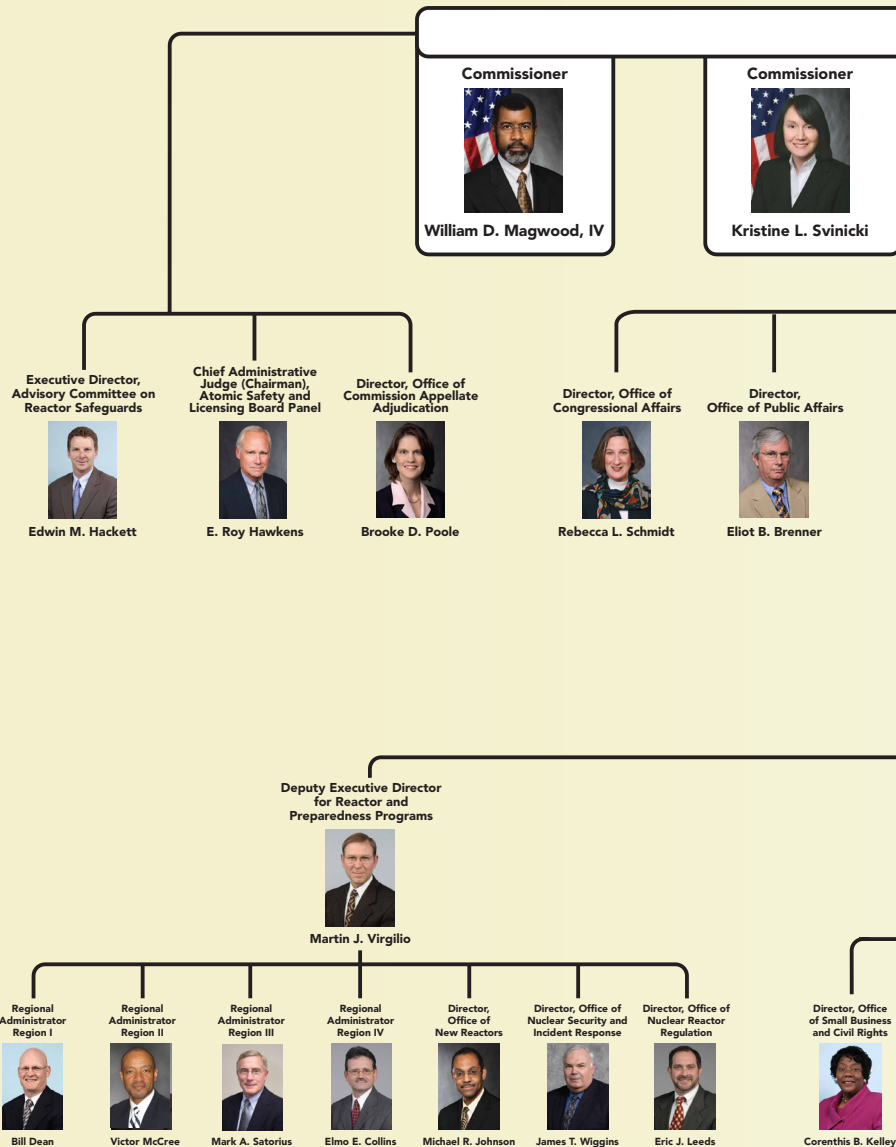 Commissioner
William D. Magwood, IV
Commissioner
Kristine L. Svinicki
Executive Director,
Advisory Committee on
Reactor Safeguards
Edwin M. Hackett
Chief Administrative
Judge (Chairman),
Atomic Safety and
Licensing Board Panel
E. Roy Hawkens
Director, Office of
Commission Appellate
Adjudication
Brooke D. Poole
Director, Office of
Congressional Affairs
Rebecca L. Schmidt
Director,
Office of Public Affairs
Eliot B. Brenner
Deputy Executive Director
for Reactor and
Preparedness Programs
Martin J. Virgilio
Regional
Administrator
Region I
Bill Dean
Regional
Administrator
Region II
Victor McCree
Regional
Administrator
Region III
Mark A. Satorius
Regional
Administrator
Region IV
Elmo E. Collins
Director,
Office of
New Reactors
Michael R. Johnson
Director, Office of
Nuclear Security and
Incident Response
James T. Wiggins
Director, Office of
Nuclear Reactor
Regulation
Eric J. Leeds
Director, Office
of Small Business
and Civil Rights
Corenthis B. Kelley